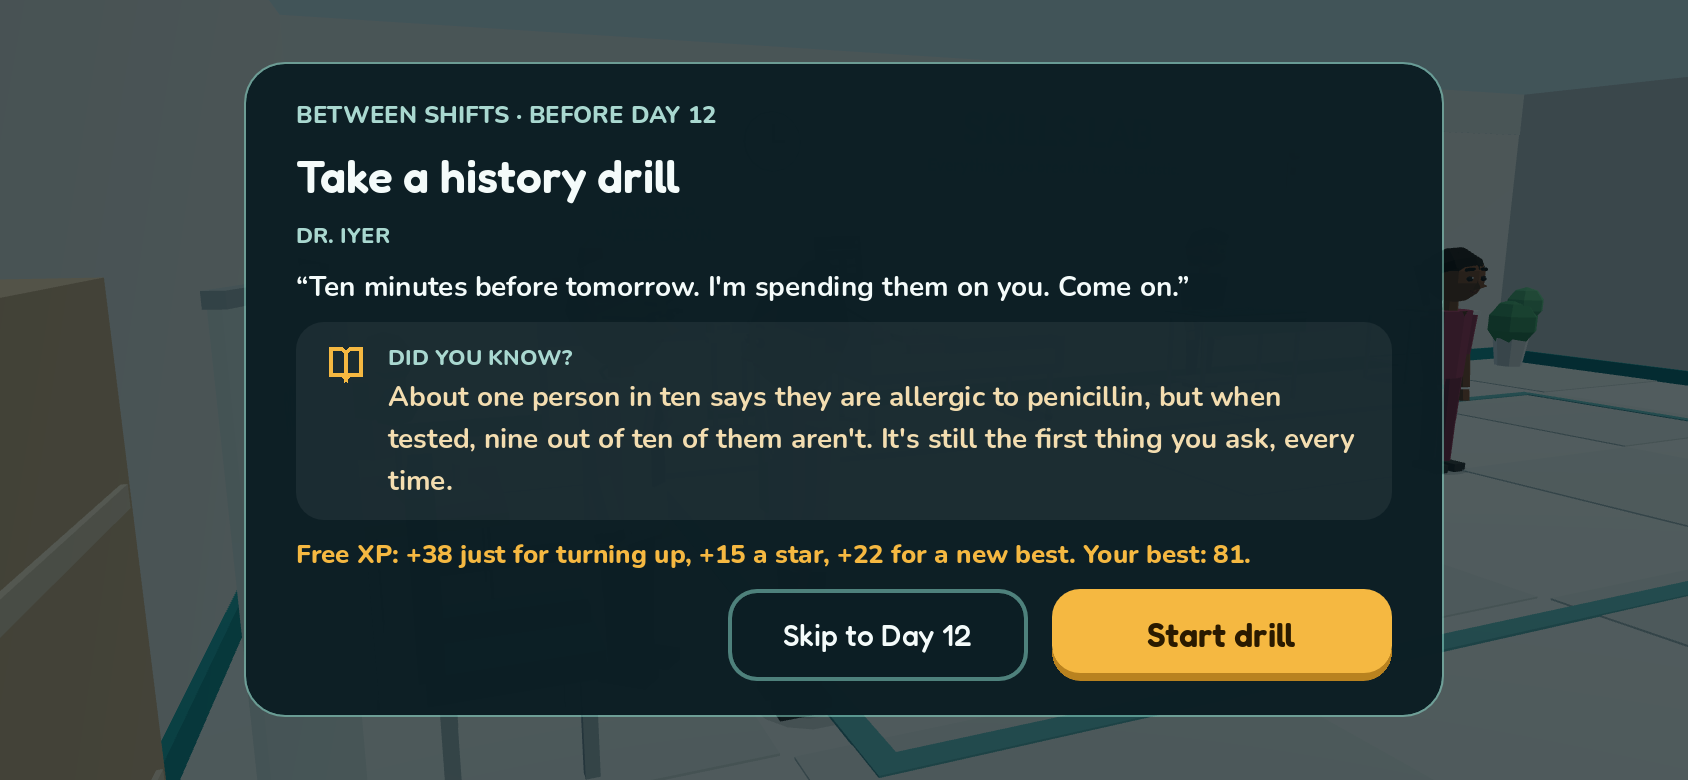 BETWEEN SHIFTS · BEFORE DAY 12
Take a history drill
DR. IYER
“Ten minutes before tomorrow. I'm spending them on you. Come on.”
DID YOU KNOW?
About one person in ten says they are allergic to penicillin, but when
tested, nine out of ten of them aren't. It's still the first thing you ask, every
time.
Free XP: +38 just for turning up, +15 a star, +22 for a new best. Your best: 81.
Skip to Day 12
Start drill